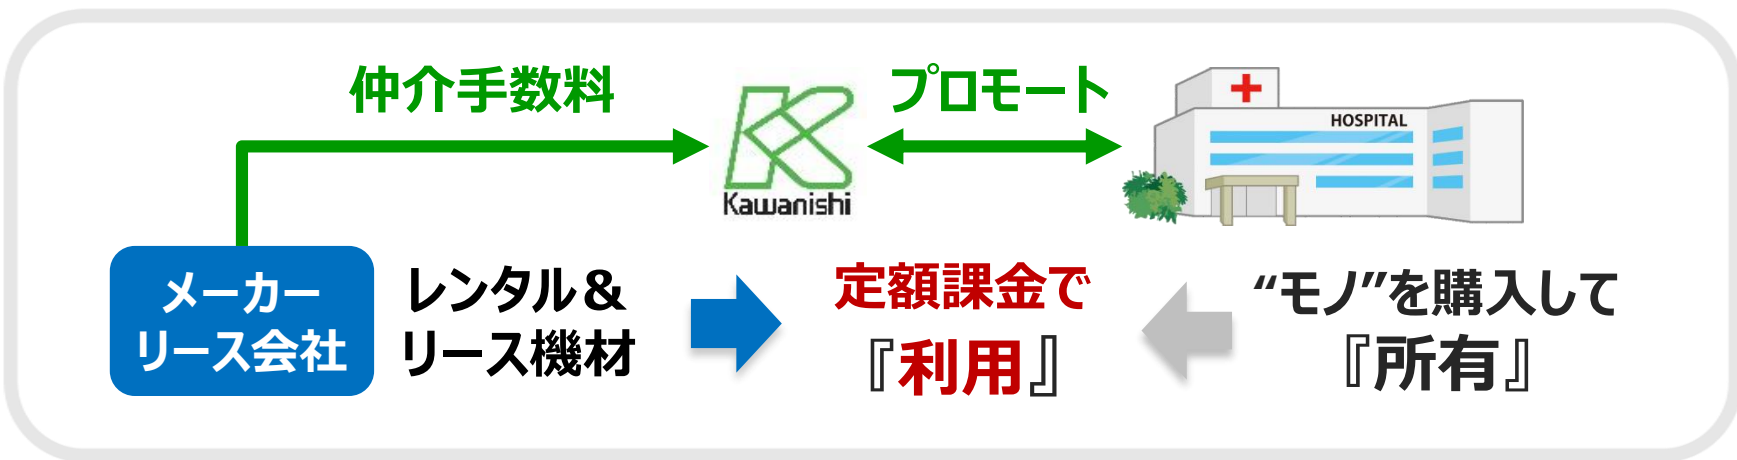 仲介手数料
プロモート
HOSPITAL
Kawanishi
メーカー
リース会社
レンタル＆
リース機材
定額課金で
『利用』
“モノ”を購入して
『所有』